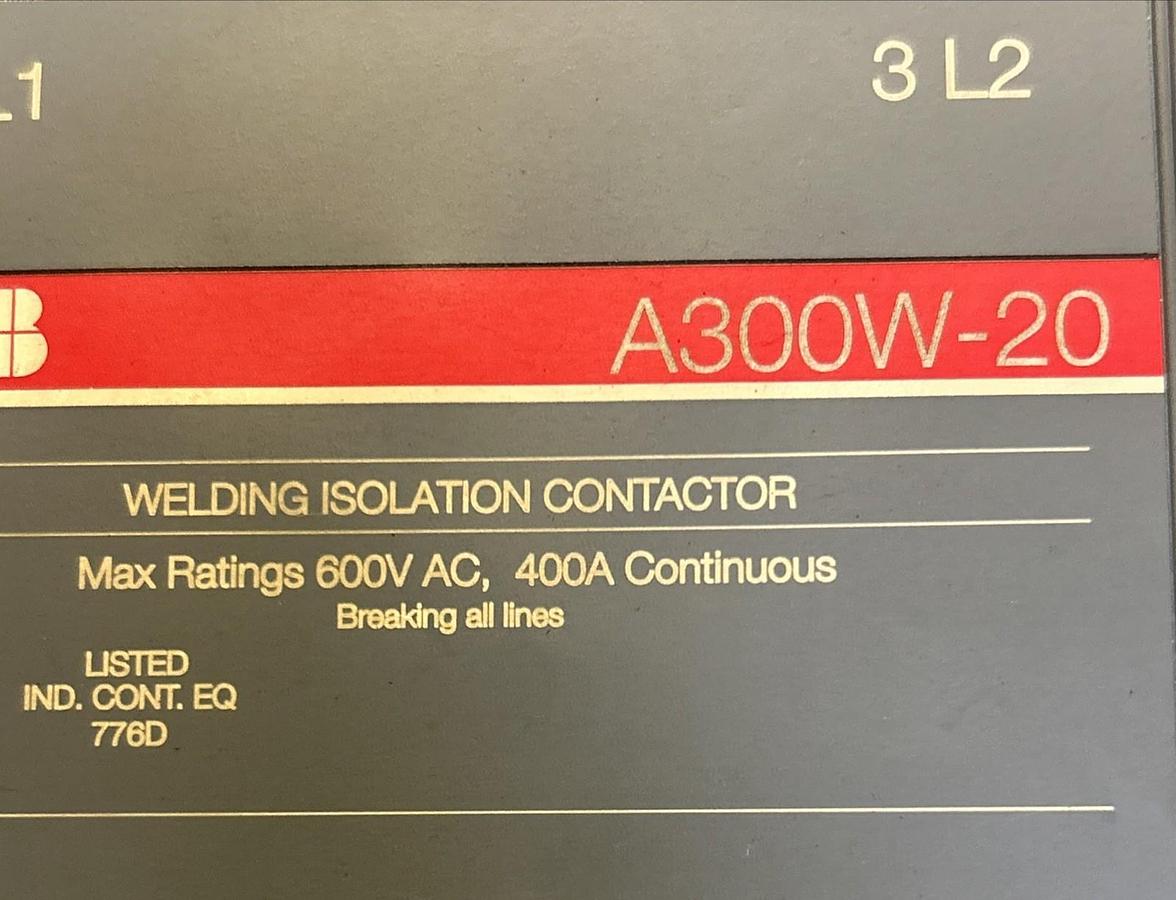 L1
3 L2
B
A300W-20
WELDING ISOLATION CONTACTOR
Max Ratings 600V AC, 400A Continuous
Breaking all lines
LISTED
IND. CONT. EQ
776D